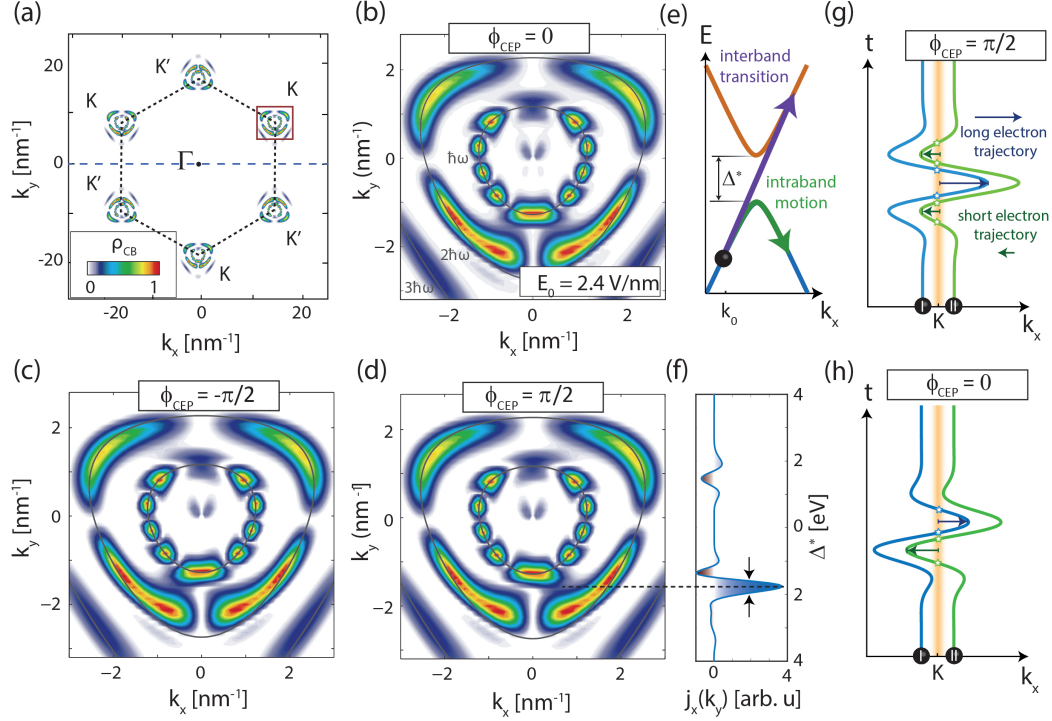 (a)
k_y [nm⁻¹]
20
0
-20
K′
K
K
Γ
K′
K′
K
ρ_CB
0 1
-20 0 20
k_x [nm⁻¹]
(b)
ϕ_CEP = 0
k_y (nm⁻¹)
2
0
−2
ħω
2ħω
3ħω
E₀ = 2.4 V/nm
−2 0 2
k_x [nm⁻¹]
(c)
ϕ_CEP = -π/2
k_y [nm⁻¹]
2
0
−2
−2 0 2
k_x [nm⁻¹]
(d)
ϕ_CEP = π/2
k_y (nm⁻¹]
2
0
−2
−2 0 2
k_x [nm⁻¹]
(e)
E
interband
transition
Δ*
intraband
motion
k₀
k_x
(f)
4
2
0
2
4
Δ* [eV]
0 2 4
j_x(k_y) [arb. u]
(g)
t
ϕ_CEP = π/2
long electron
trajectory
short electron
trajectory
I
II
K
k_x
(h)
t
ϕ_CEP = 0
I
II
K
k_x